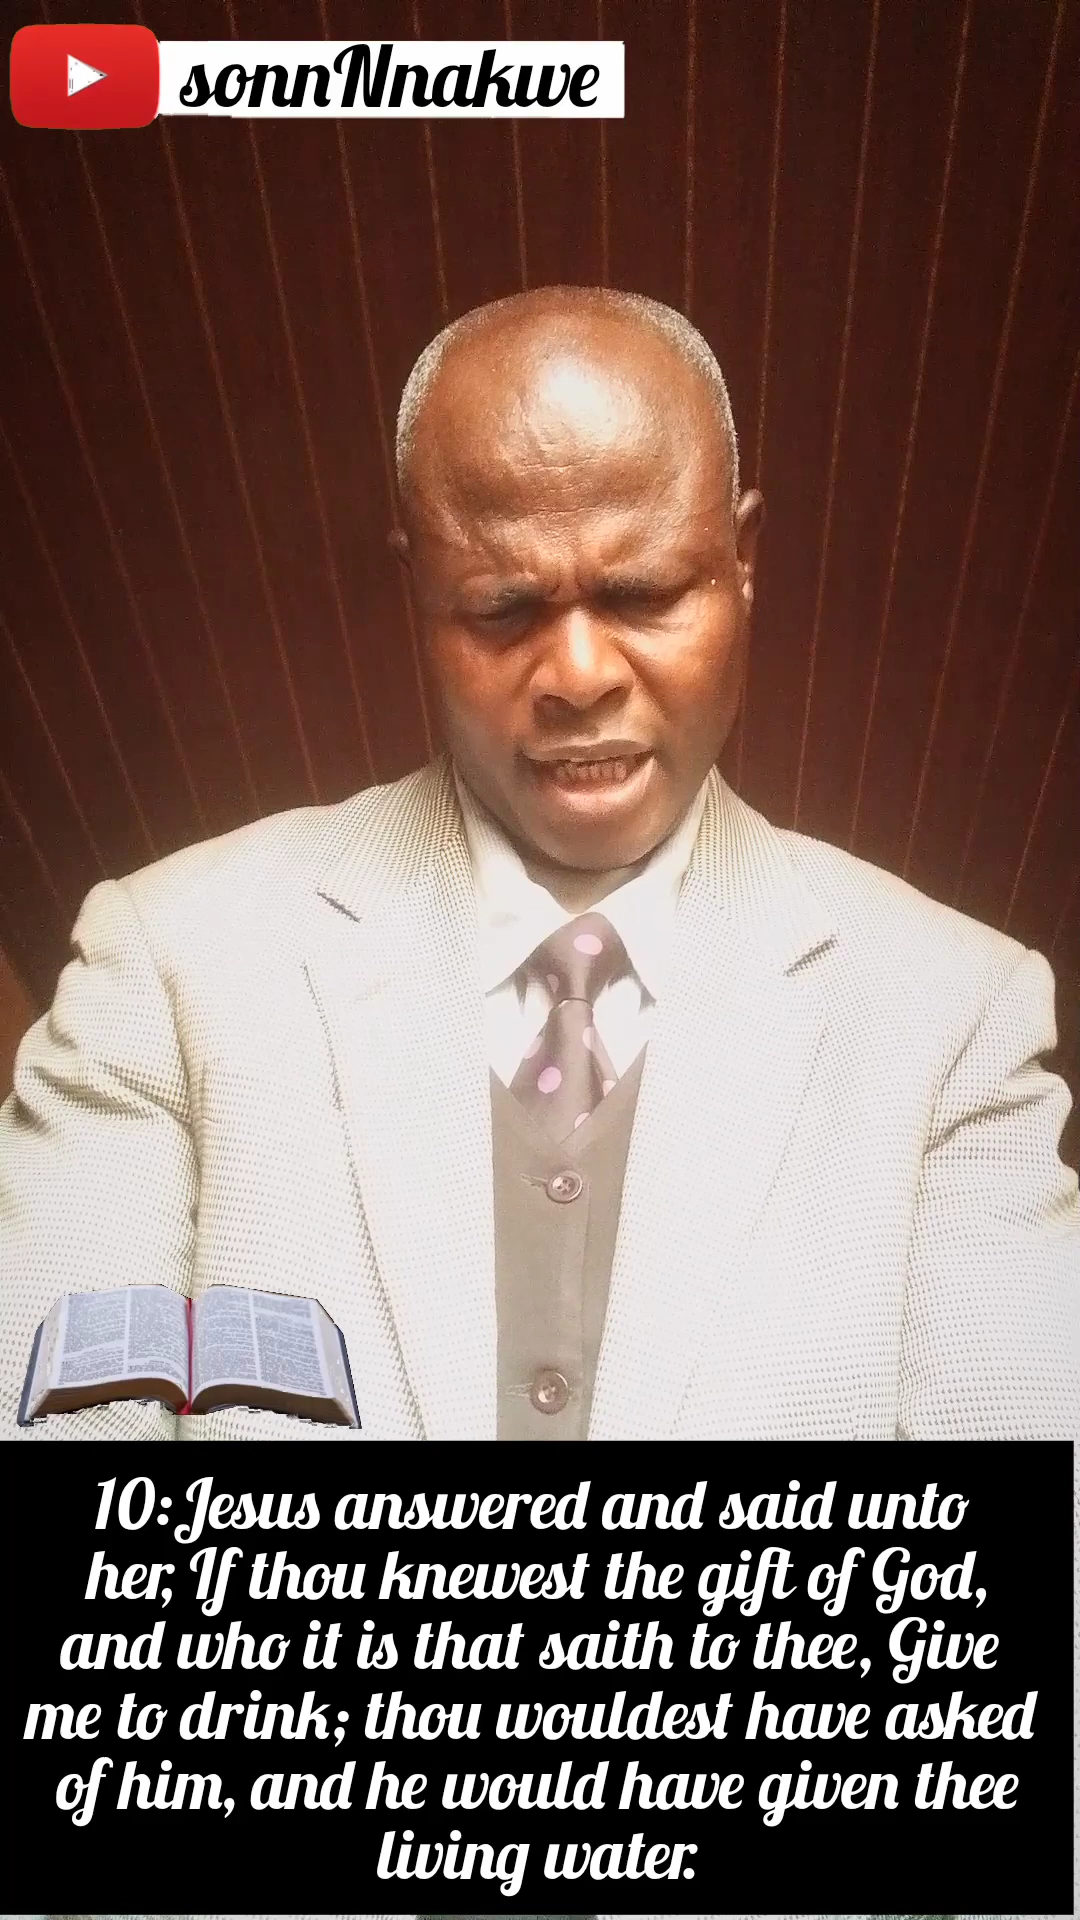 sonnNnakwe
10: Jesus answered and said unto
her, If thou knewest the gift of God,
and who it is that saith to thee, Give
me to drink; thou wouldest have asked
of him, and he would have given thee
living water.